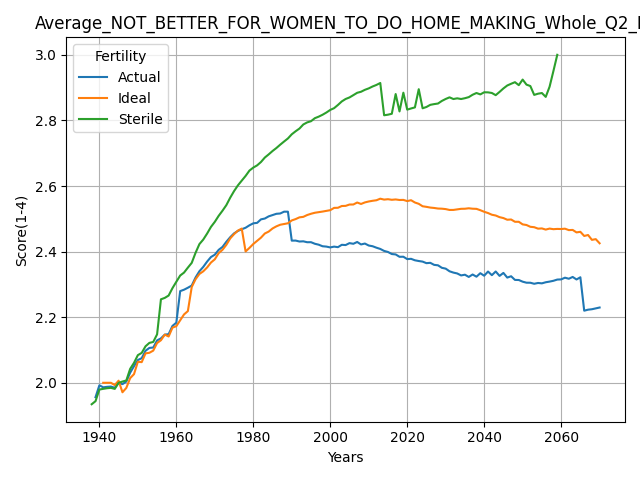 Average_NOT_BETTER_FOR_WOMEN_TO_DO_HOME_MAKING_Whole_Q2_
Fertility
Actual
Ideal
Sterile
Score(1-4)
3.0
2.8
2.6
2.4
2.2
2.0
1940 1960 1980 2000 2020 2040 2060
Years